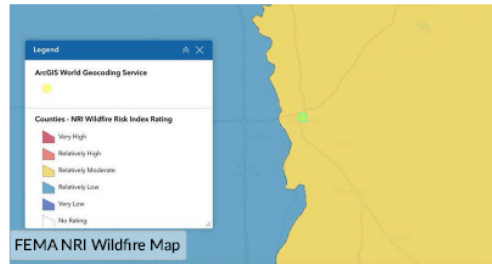 Legend
ArcGIS World Geocoding Service
Counties - NRI Wildfire Risk Index Rating
Very High
Relatively High
Relatively Moderate
Relatively Low
Very Low
No Rating
FEMA NRI Wildfire Map